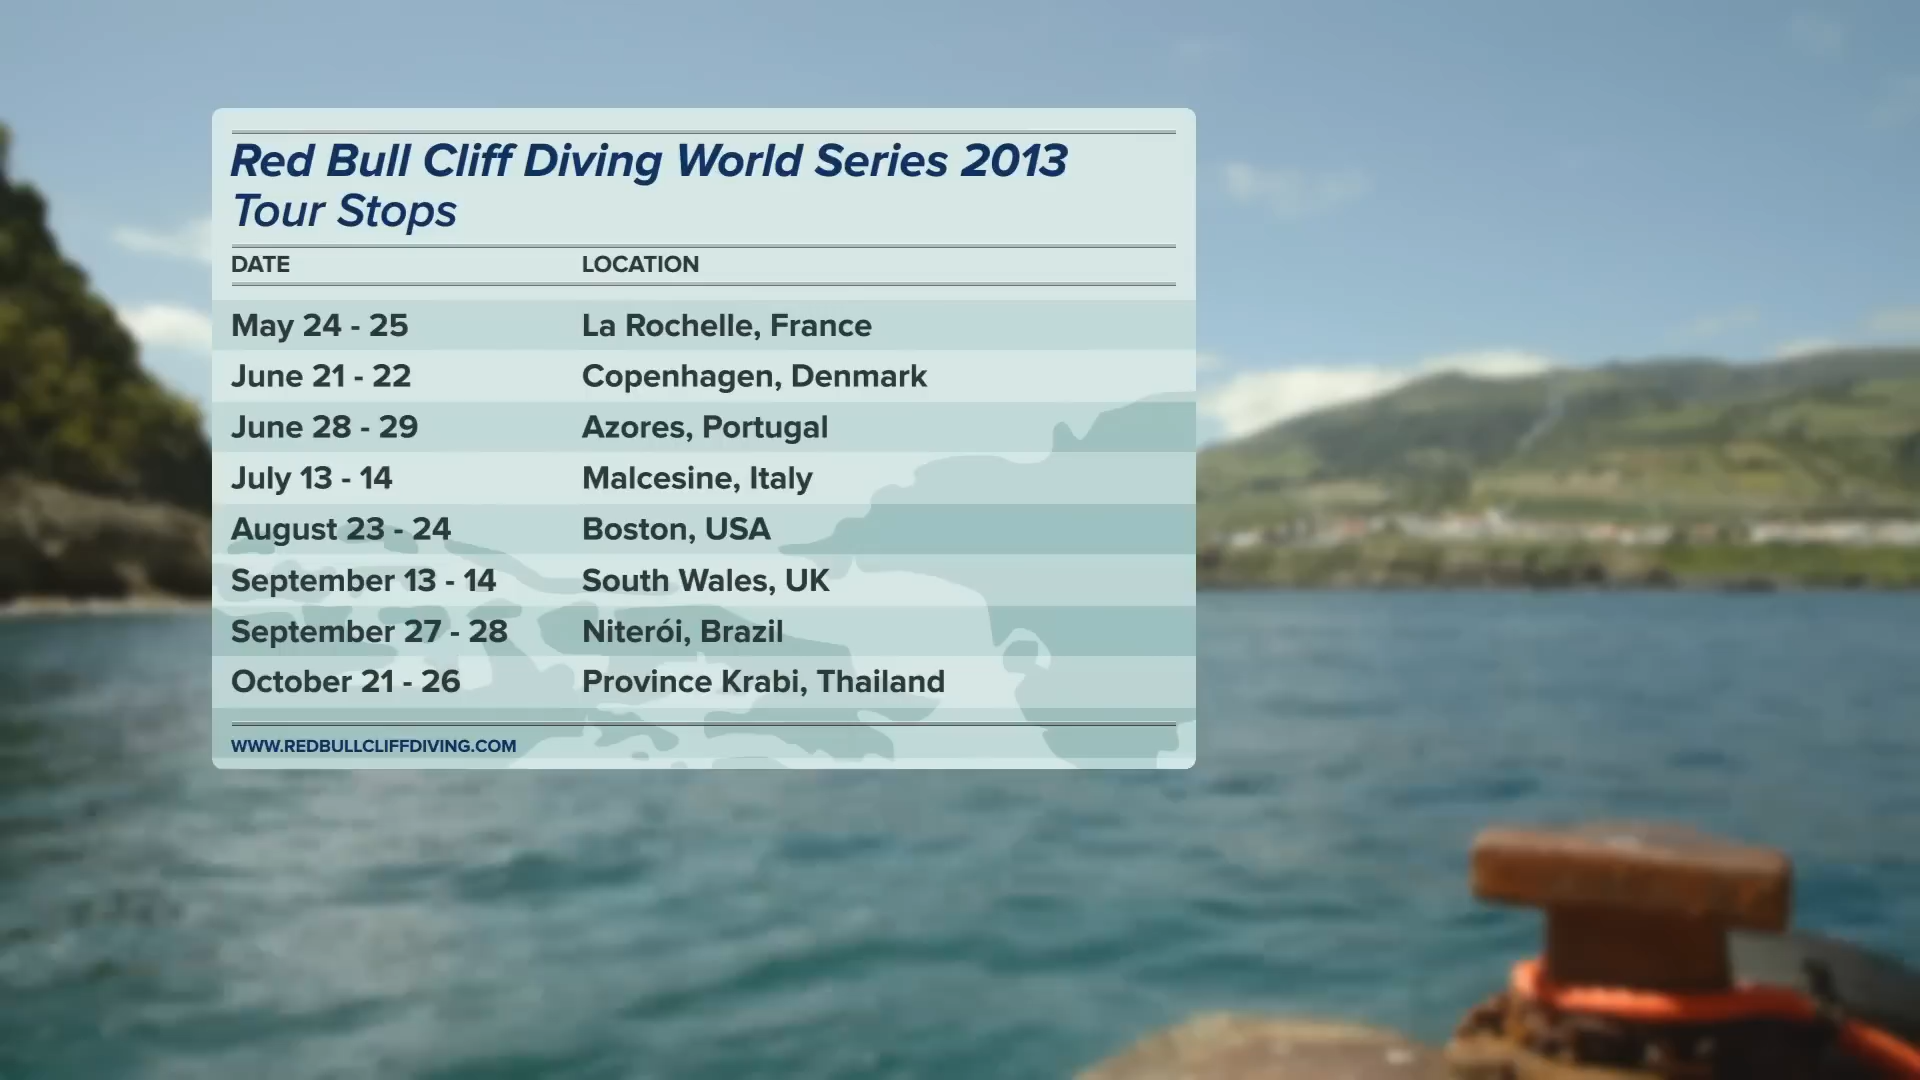 Red Bull Cliff Diving World Series 2013
Tour Stops
DATE LOCATION
May 24 - 25 La Rochelle, France
June 21 - 22 Copenhagen, Denmark
June 28 - 29 Azores, Portugal
July 13 - 14 Malcesine, Italy
August 23 - 24 Boston, USA
September 13 - 14 South Wales, UK
September 27 - 28 Niterói, Brazil
October 21 - 26 Province Krabi, Thailand
WWW.REDBULLCLIFFDIVING.COM